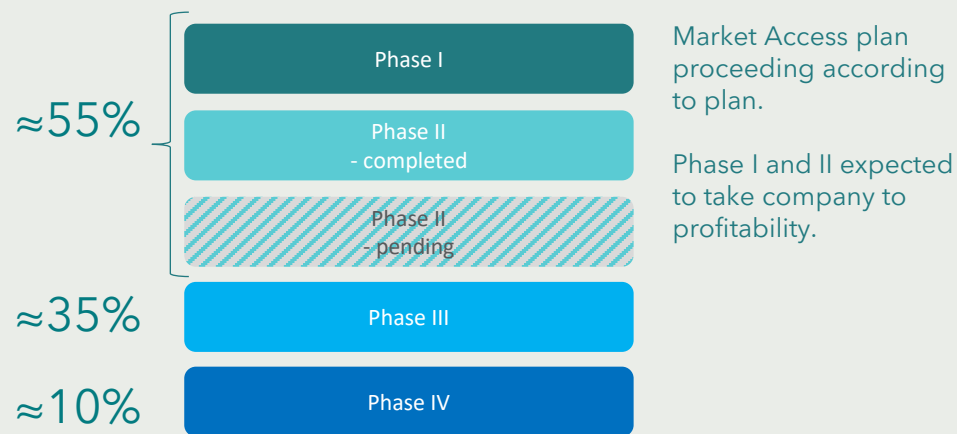 ≈55%
Phase I
Phase II
- completed
Phase II
- pending
≈35%
Phase III
≈10%
Phase IV
Market Access plan
proceeding according
to plan.
Phase I and II expected
to take company to
profitability.